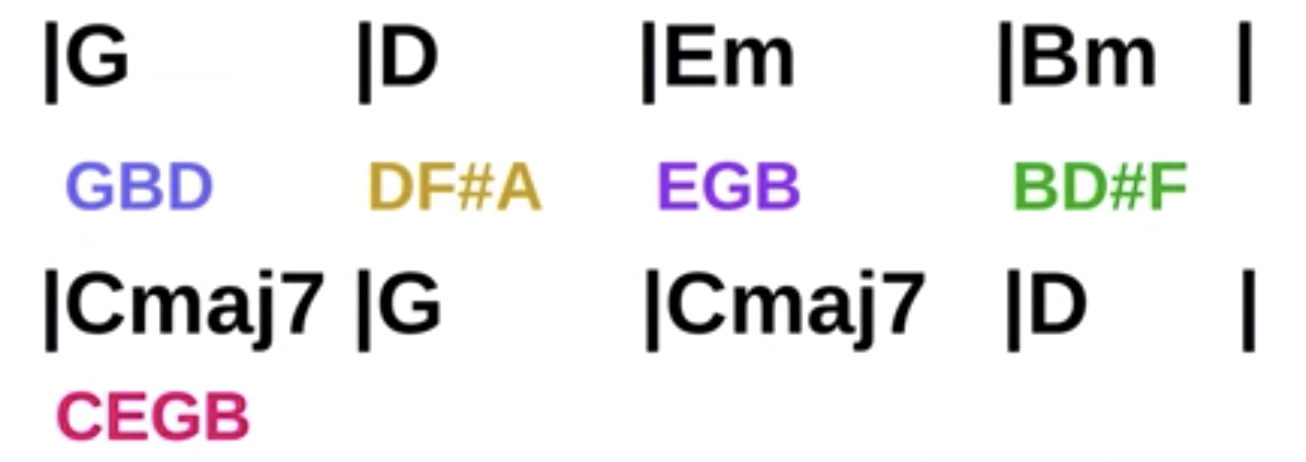 |G |D |Em |Bm |
GBD DF#A EGB BD#F
|Cmaj7 |G |Cmaj7 |D |
CEGB